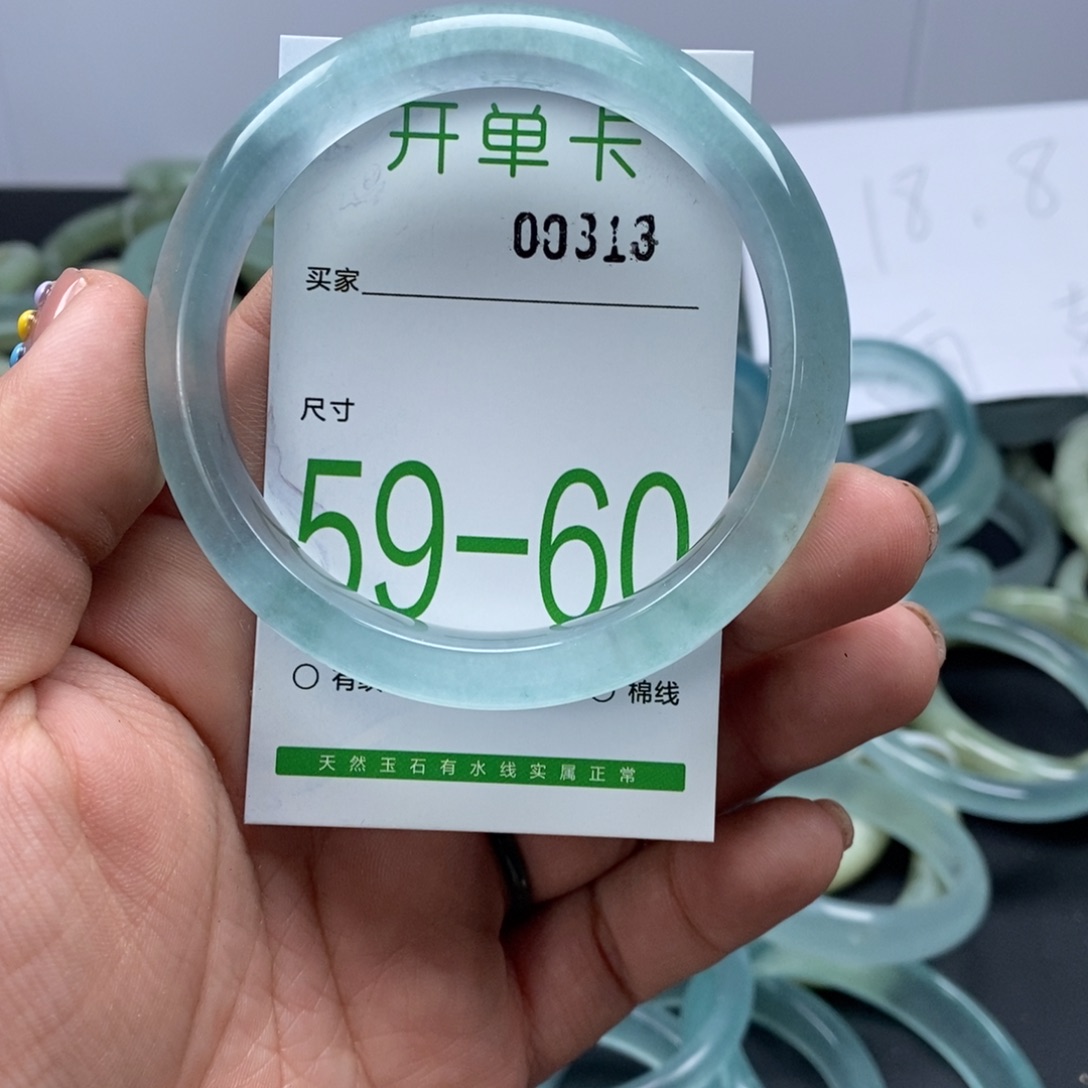 开单卡
00313
18.8
买家
尺寸
59-60
棉线
天然玉石有水线实属正常